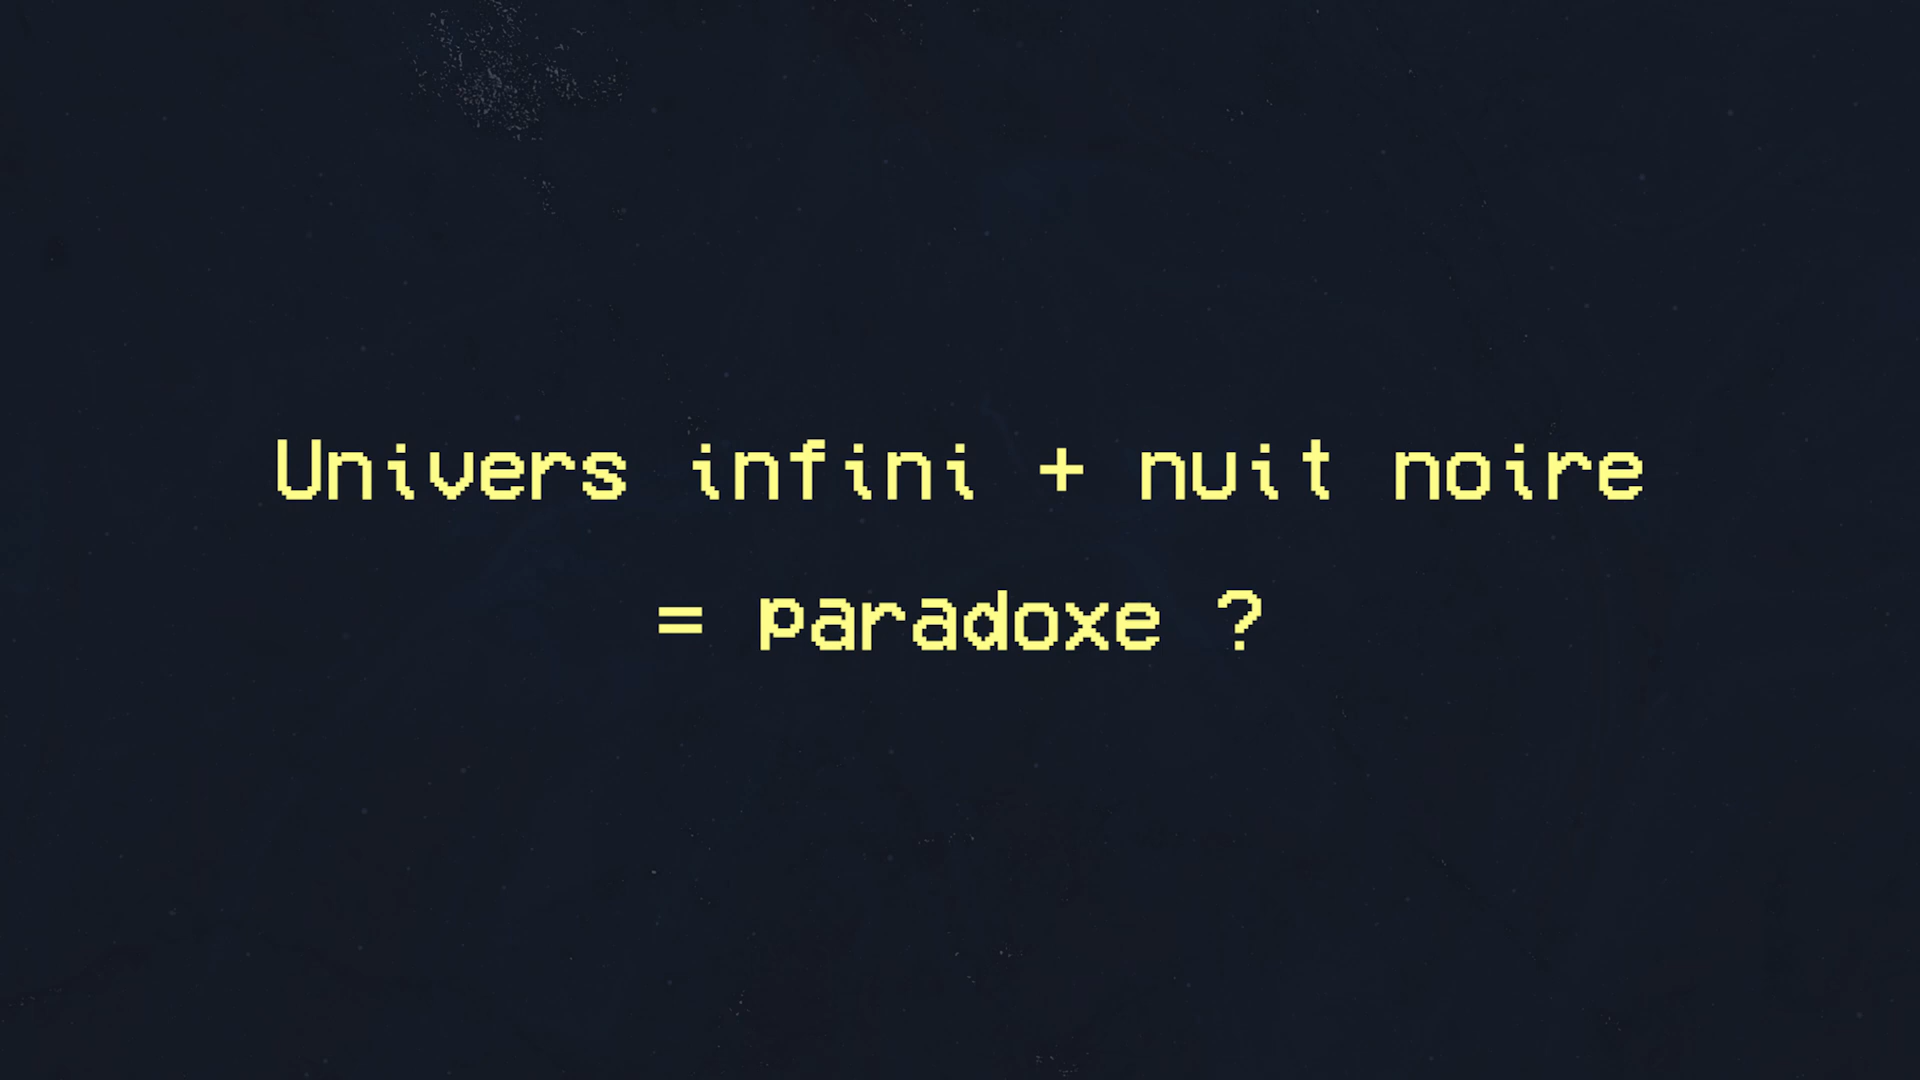 Univers infini + nuit noire
= paradoxe ?